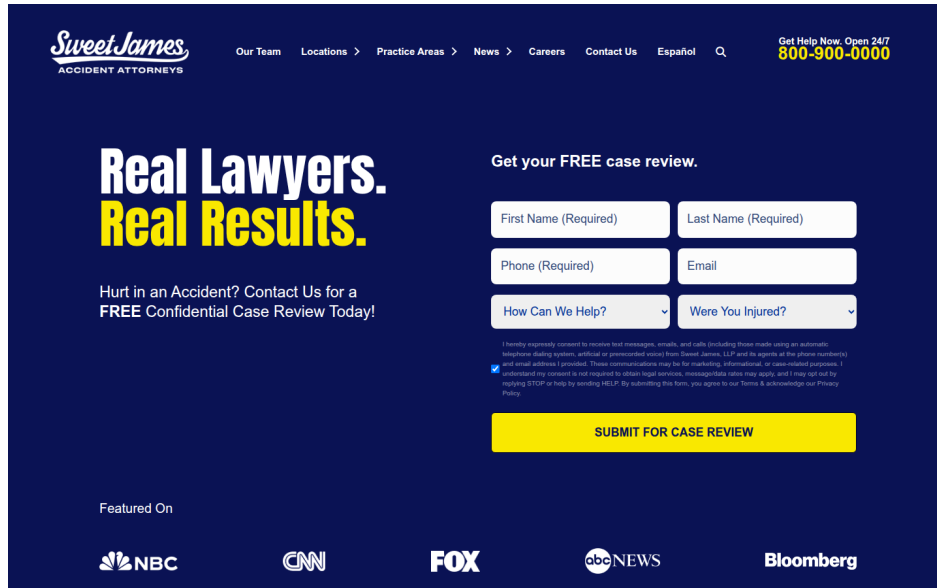 Sweet James
ACCIDENT ATTORNEYS
Our Team Locations Practice Areas News Careers Contact Us Español
Get Help Now. Open 24/7
800-900-0000
Real Lawyers.
Real Results.
Hurt in an Accident? Contact Us for a
FREE Confidential Case Review Today!
Get your FREE case review.
First Name (Required) Last Name (Required)
Phone (Required) Email
How Can We Help? Were You Injured?
I hereby expressly consent to receive text messages, emails, and calls (including those made using an automatic
telephone dialing system, artificial or prerecorded voice) from Sweet James, LLP and its agents at the phone number(s)
and email address I provided. These communications may be for marketing, informational, or case-related purposes. I
understand my consent is not required to obtain legal services, message/data rates may apply, and I may opt out by
replying STOP or help by sending HELP. By submitting this form, you agree to our Terms & acknowledge our Privacy
Policy.
SUBMIT FOR CASE REVIEW
Featured On
NBC CNN FOX abc NEWS Bloomberg